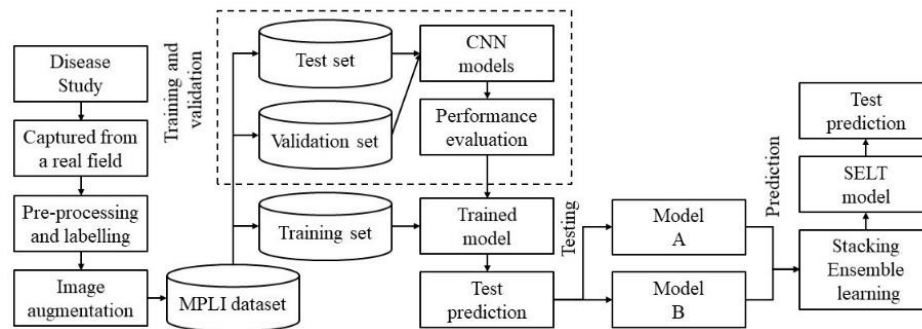 Disease
Study
Captured from
a real field
Pre-processing
and labelling
Image
augmentation
MPLI dataset
Training and
validation
Test set
Validation set
Training set
CNN
models
Performance
evaluation
Trained
model
Test
prediction
Testing
Model
A
Model
B
Prediction
Test
prediction
SELT
model
Stacking
Ensemble
learning